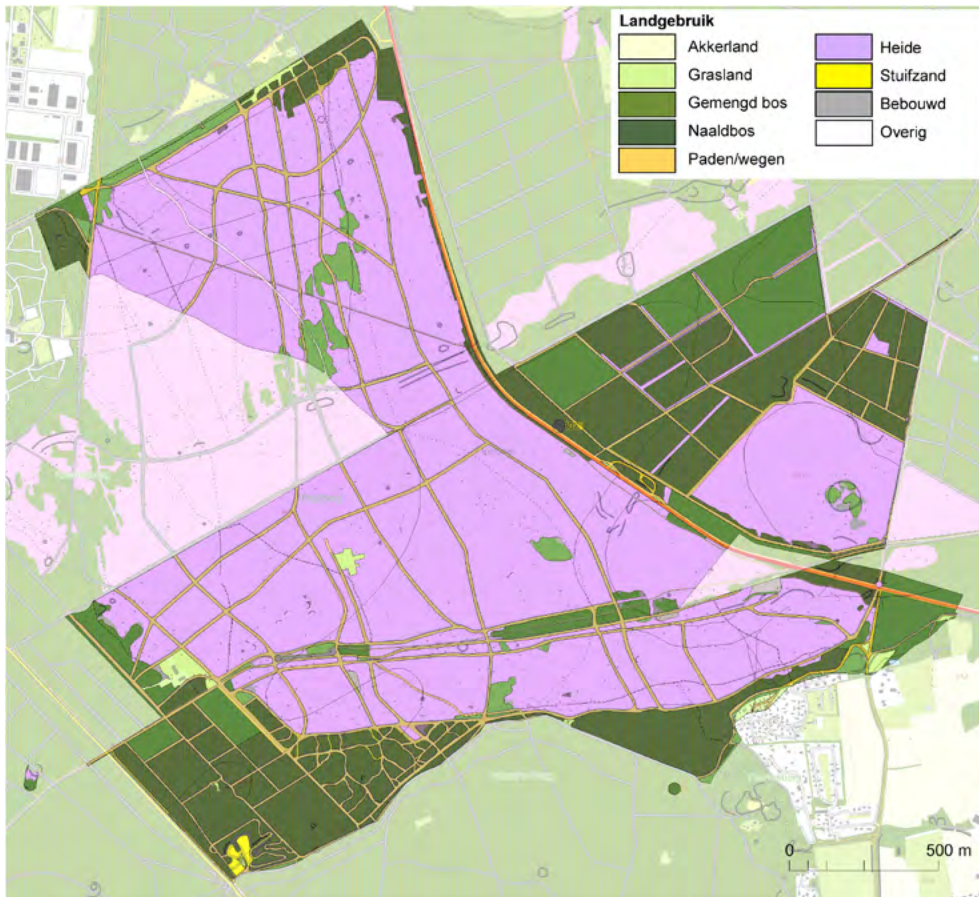 Landgebruik
Akkerland
Grasland
Gemengd bos
Naaldbos
Paden/wegen
Heide
Stuifzand
Bebouwd
Overig
0 500 m